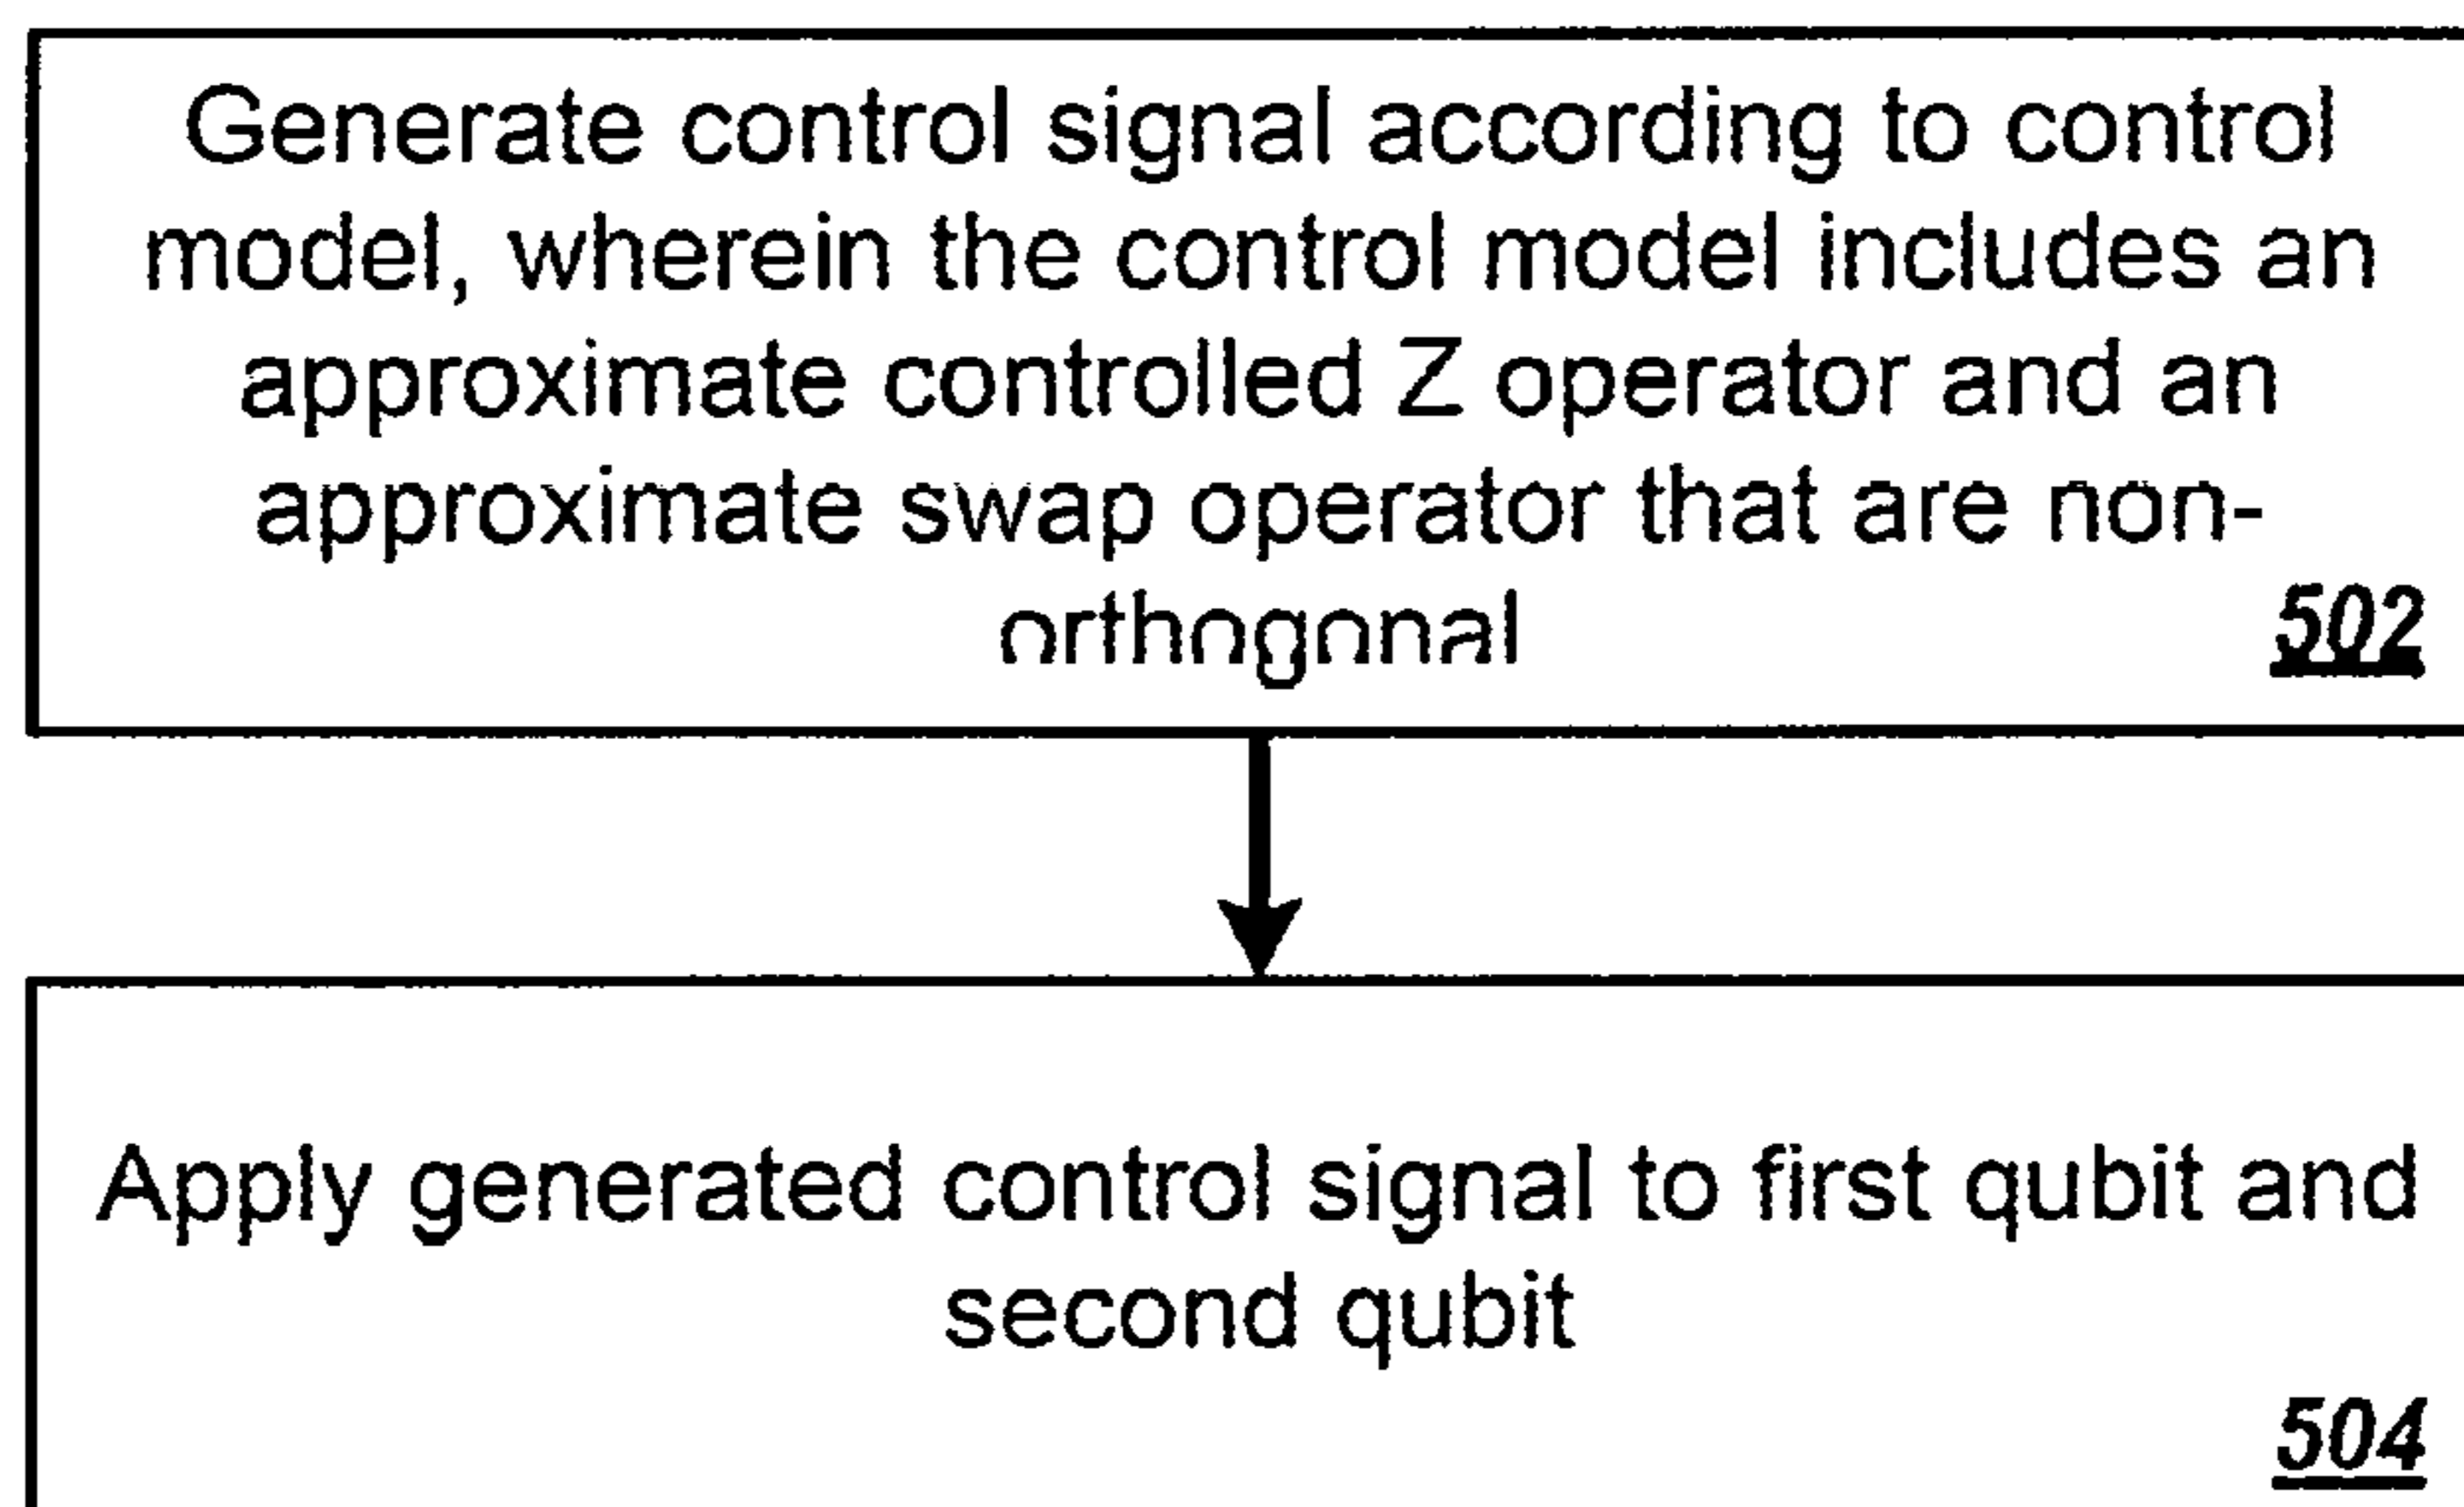 Generate control signal according to control
model, wherein the control model includes an
approximate controlled Z operator and an
approximate swap operator that are non-
orthogonal
502
Apply generated control signal to first qubit and
second qubit
504